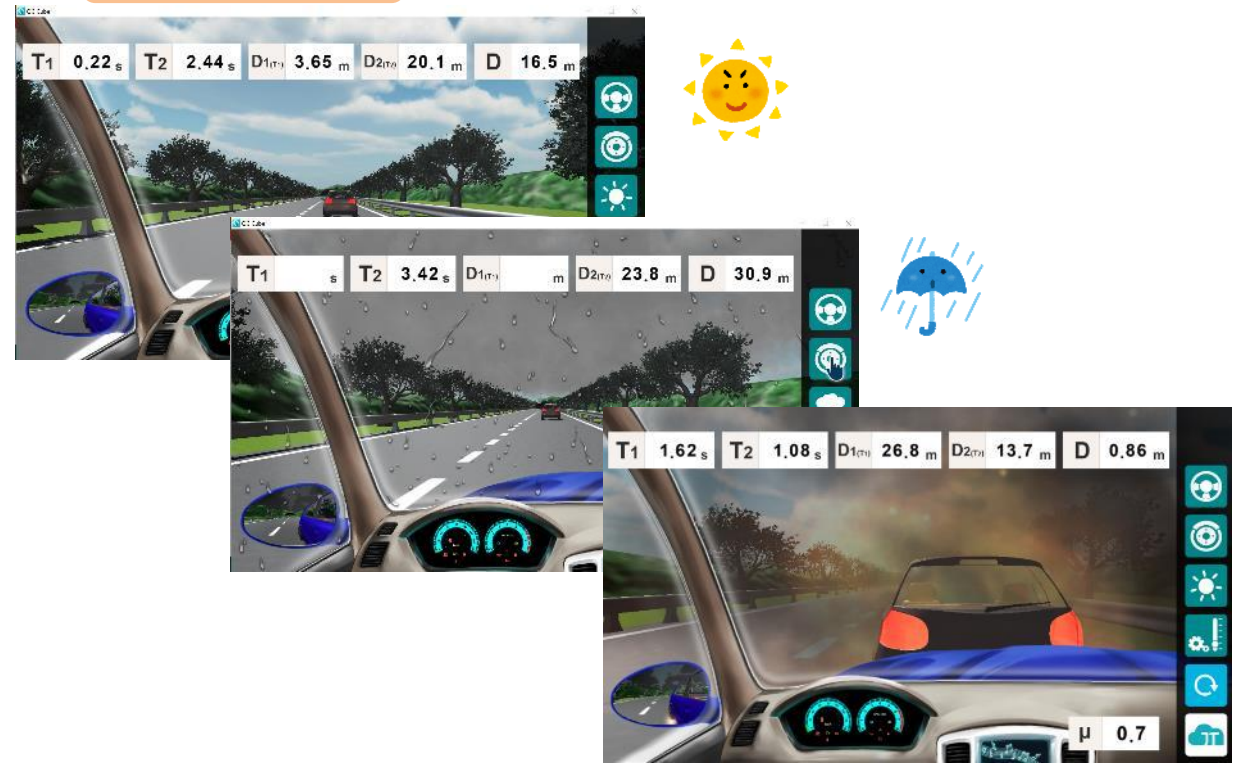 T1 0.22 s T2 2.44 s D1(T1) 3.65 m D2(T2) 20.1 m D 16.5 m
T1 s T2 3.42 s D1(T1) m D2(T2) 23.8 m D 30.9 m
T1 1.62 s T2 1.08 s D1(T1) 26.8 m D2(T2) 13.7 m D 0.86 m
μ 0.7